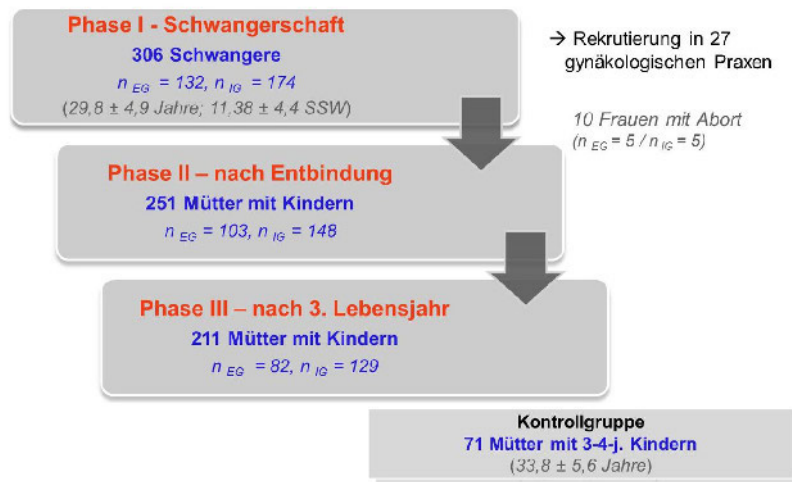 Phase I - Schwangerschaft
306 Schwangere
n EG = 132, n IG = 174
(29,8 ± 4,9 Jahre; 11,38 ± 4,4 SSW)
→ Rekrutierung in 27
gynäkologischen Praxen
10 Frauen mit Abort
(n EG = 5 / n IG = 5)
Phase II – nach Entbindung
251 Mütter mit Kindern
n EG = 103, n IG = 148
Phase III – nach 3. Lebensjahr
211 Mütter mit Kindern
n EG = 82, n IG = 129
Kontrollgruppe
71 Mütter mit 3-4-j. Kindern
(33,8 ± 5,6 Jahre)